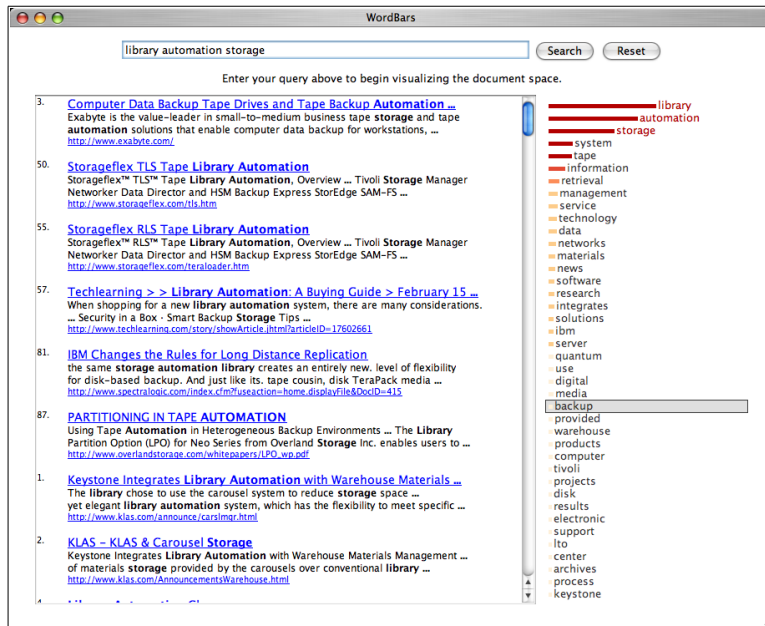 WordBars
library automation storage
Search
Reset
Enter your query above to begin visualizing the document space.
3. Computer Data Backup Tape Drives and Tape Backup Automation ...
Exabyte is the value-leader in small-to-medium business tape storage and tape
automation solutions that enable computer data backup for workstations, ...
http://www.exabyte.com/
50. Storageflex TLS Tape Library Automation
Storageflex™ TLS™ Tape Library Automation, Overview ... Tivoli Storage Manager
Networker Data Director and HSM Backup Express StorEdge SAM-FS ...
http://www.storageflex.com/tls.htm
55. Storageflex RLS Tape Library Automation
Storageflex™ RLS™ Tape Library Automation, Overview ... Tivoli Storage Manager
Networker Data Director and HSM Backup Express StorEdge SAM-FS ...
http://www.storageflex.com/teraloader.htm
57. Techlearning > > Library Automation: A Buying Guide > February 15 ...
When shopping for a new library automation system, there are many considerations.
... Security in a Box · Smart Backup Storage Tips ...
http://www.techlearning.com/story/showArticle.jhtml?articleID=17602661
81. IBM Changes the Rules for Long Distance Replication
the same storage automation library creates an entirely new. level of flexibility
for disk-based backup. And just like its. tape cousin, disk TeraPack media ...
http://www.spectralogic.com/index.cfm?fuseaction=home.displayFile&DocID=415
87. PARTITIONING IN TAPE AUTOMATION
Using Tape Automation in Heterogeneous Backup Environments ... The Library
Partition Option (LPO) for Neo Series from Overland Storage Inc. enables users to ...
http://www.overlandstorage.com/whitepapers/LPO_wp.pdf
1. Keystone Integrates Library Automation with Warehouse Materials ...
The library chose to use the carousel system to reduce storage space ...
yet elegant library automation system, which has the flexibility to meet specific ...
http://www.klas.com/announce/carslmqr.html
2. KLAS – KLAS & Carousel Storage
Keystone Integrates Library Automation with Warehouse Materials Management ...
of materials storage provided by the carousels over conventional library ...
http://www.klas.com/AnnouncementsWarehouse.html
library
automation
storage
system
tape
information
retrieval
management
service
technology
data
networks
materials
news
software
research
integrates
solutions
ibm
server
quantum
use
digital
media
backup
provided
warehouse
products
computer
tivoli
projects
disk
results
electronic
support
lto
center
archives
process
keystone